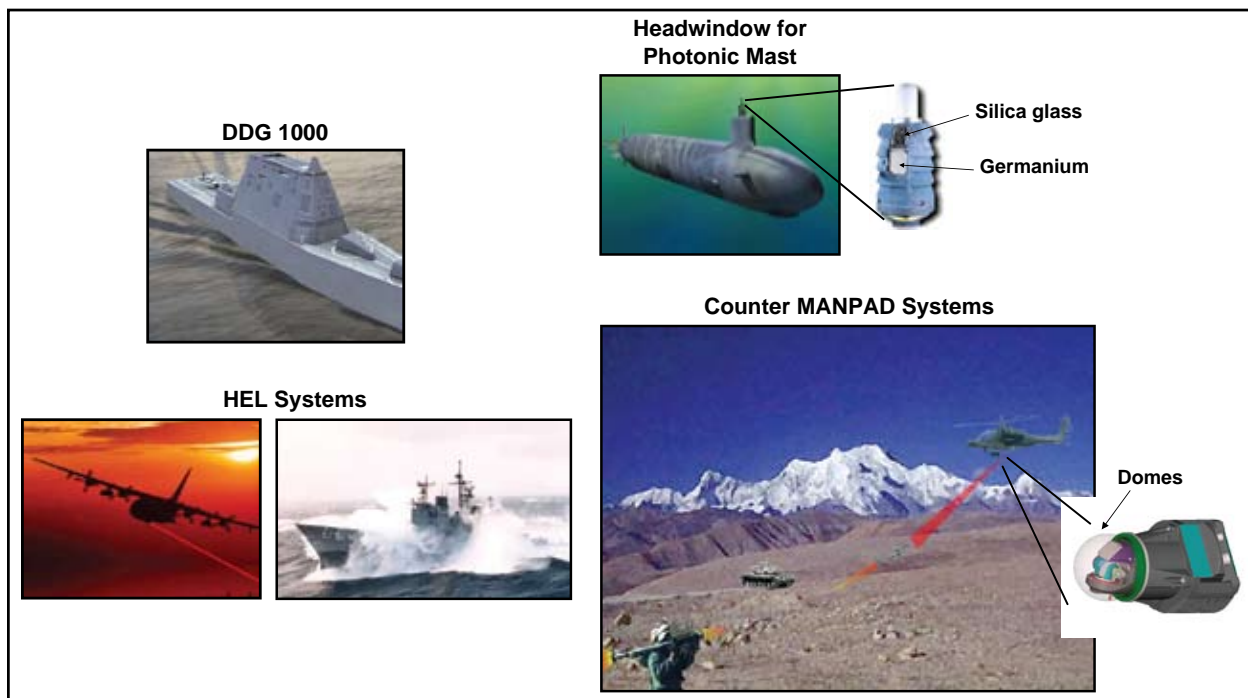 Headwindow for
Photonic Mast
Silica glass
Germanium
DDG 1000
Counter MANPAD Systems
HEL Systems
Domes